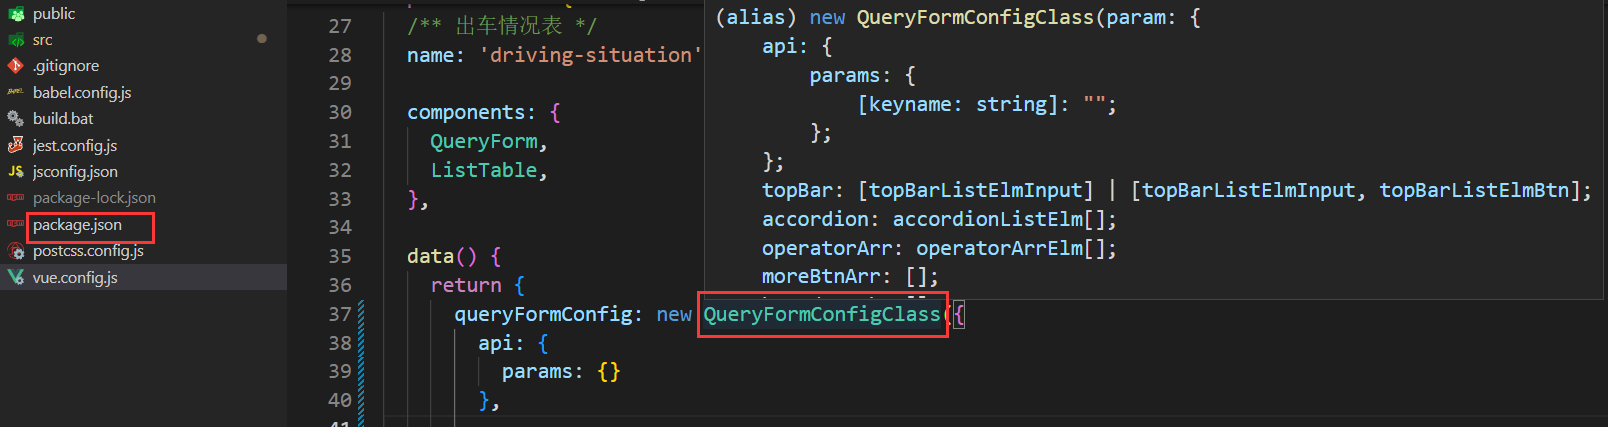 public
src
.gitignore
babel.config.js
build.bat
jest.config.js
jsconfig.json
package-lock.json
package.json
postcss.config.js
vue.config.js
27 /** 出车情况表 */
28 name: 'driving-situation'
29
30 components: {
31 QueryForm,
32 ListTable,
33 },
34
35 data() {
36 return {
37 queryFormConfig: new QueryFormConfigClass({
38 api: {
39 params: {}
40 },
(alias) new QueryFormConfigClass(param: {
api: {
params: {
[keyname: string]: "";
};
};
topBar: [topBarListElmInput] | [topBarListElmInput, topBarListElmBtn];
accordion: accordionListElm[];
operatorArr: operatorArrElm[];
moreBtnArr: [];